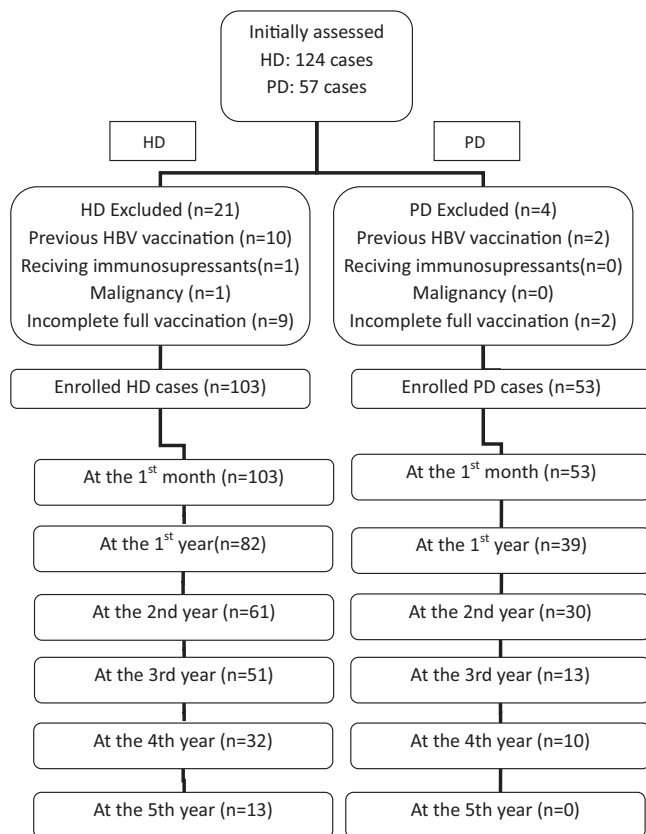 Initially assessed
HD: 124 cases
PD: 57 cases
HD
PD
HD Excluded (n=21)
Previous HBV vaccination (n=10)
Reciving immunosupressants(n=1)
Malignancy (n=1)
Incomplete full vaccination (n=9)
PD Excluded (n=4)
Previous HBV vaccination (n=2)
Reciving immunosupressants(n=0)
Malignancy (n=0)
Incomplete full vaccination (n=2)
Enrolled HD cases (n=103)
Enrolled PD cases (n=53)
At the 1st month (n=103)
At the 1st year(n=82)
At the 2nd year (n=61)
At the 3rd year (n=51)
At the 4th year (n=32)
At the 5th year (n=13)
At the 1st month (n=53)
At the 1st year (n=39)
At the 2nd year (n=30)
At the 3rd year (n=13)
At the 4th year (n=10)
At the 5th year (n=0)